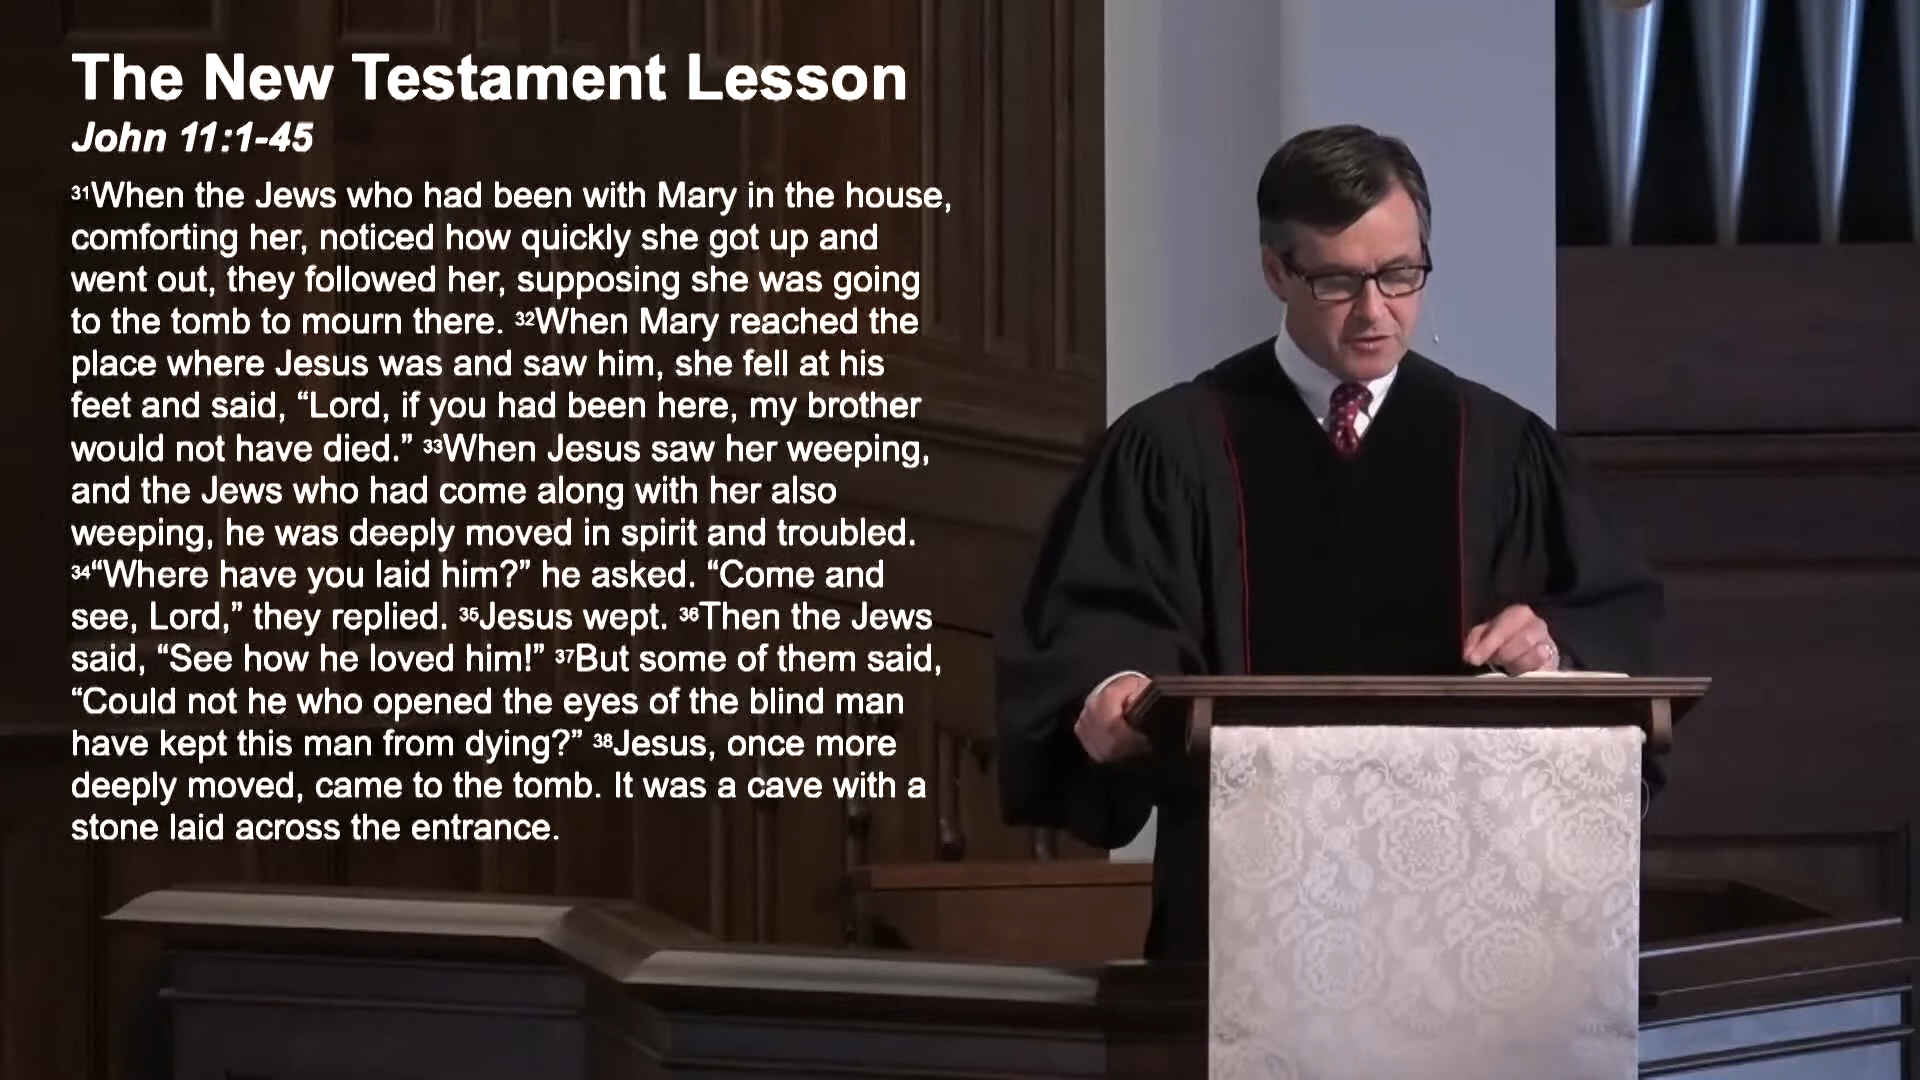 The New Testament Lesson
John 11:1-45
³¹When the Jews who had been with Mary in the house,
comforting her, noticed how quickly she got up and
went out, they followed her, supposing she was going
to the tomb to mourn there. ³²When Mary reached the
place where Jesus was and saw him, she fell at his
feet and said, “Lord, if you had been here, my brother
would not have died.” ³³When Jesus saw her weeping,
and the Jews who had come along with her also
weeping, he was deeply moved in spirit and troubled.
³⁴“Where have you laid him?” he asked. “Come and
see, Lord,” they replied. ³⁵Jesus wept. ³⁶Then the Jews
said, “See how he loved him!” ³⁷But some of them said,
“Could not he who opened the eyes of the blind man
have kept this man from dying?” ³⁸Jesus, once more
deeply moved, came to the tomb. It was a cave with a
stone laid across the entrance.